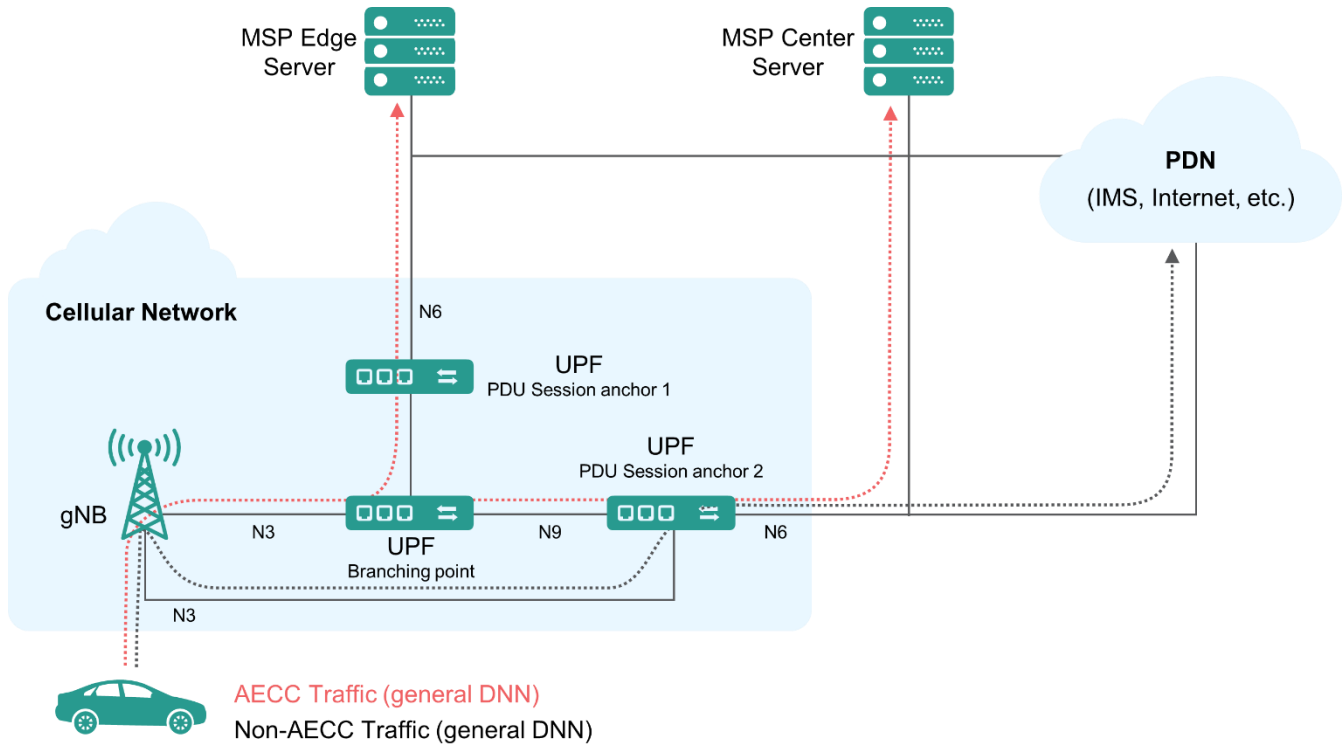 MSP Edge
Server
MSP Center
Server
PDN
(IMS, Internet, etc.)
Cellular Network
N6
UPF
PDU Session anchor 1
UPF
PDU Session anchor 2
gNB
N3
N9
N6
UPF
Branching point
N3
AECC Traffic (general DNN)
Non-AECC Traffic (general DNN)